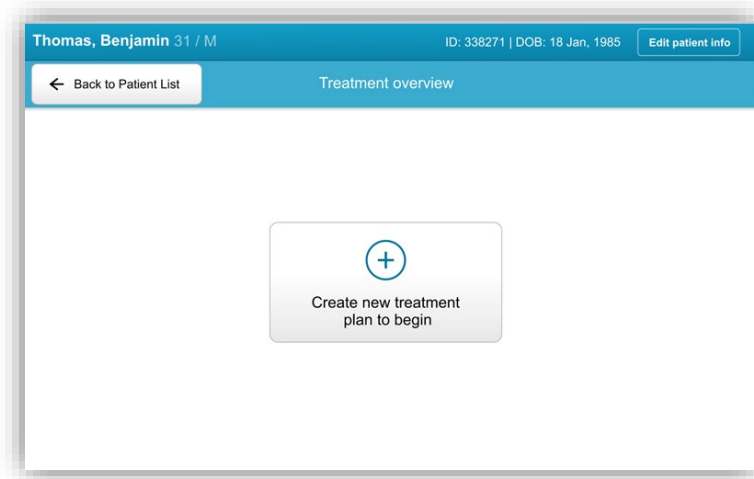 Thomas, Benjamin 31 / M
ID: 338271 | DOB: 18 Jan, 1985
Edit patient info
← Back to Patient List
Treatment overview
Create new treatment
plan to begin